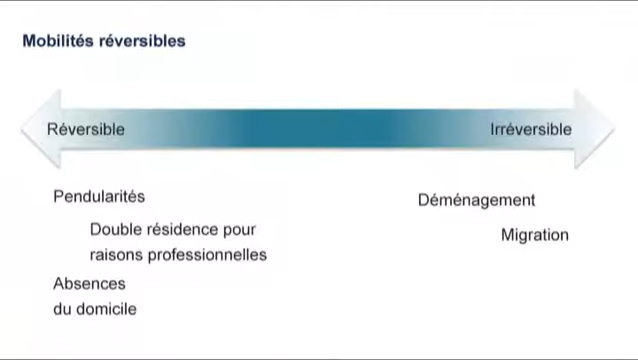 Mobilités réversibles
Réversible
Irréversible
Pendularités
Double résidence pour
raisons professionnelles
Absences
du domicile
Déménagement
Migration